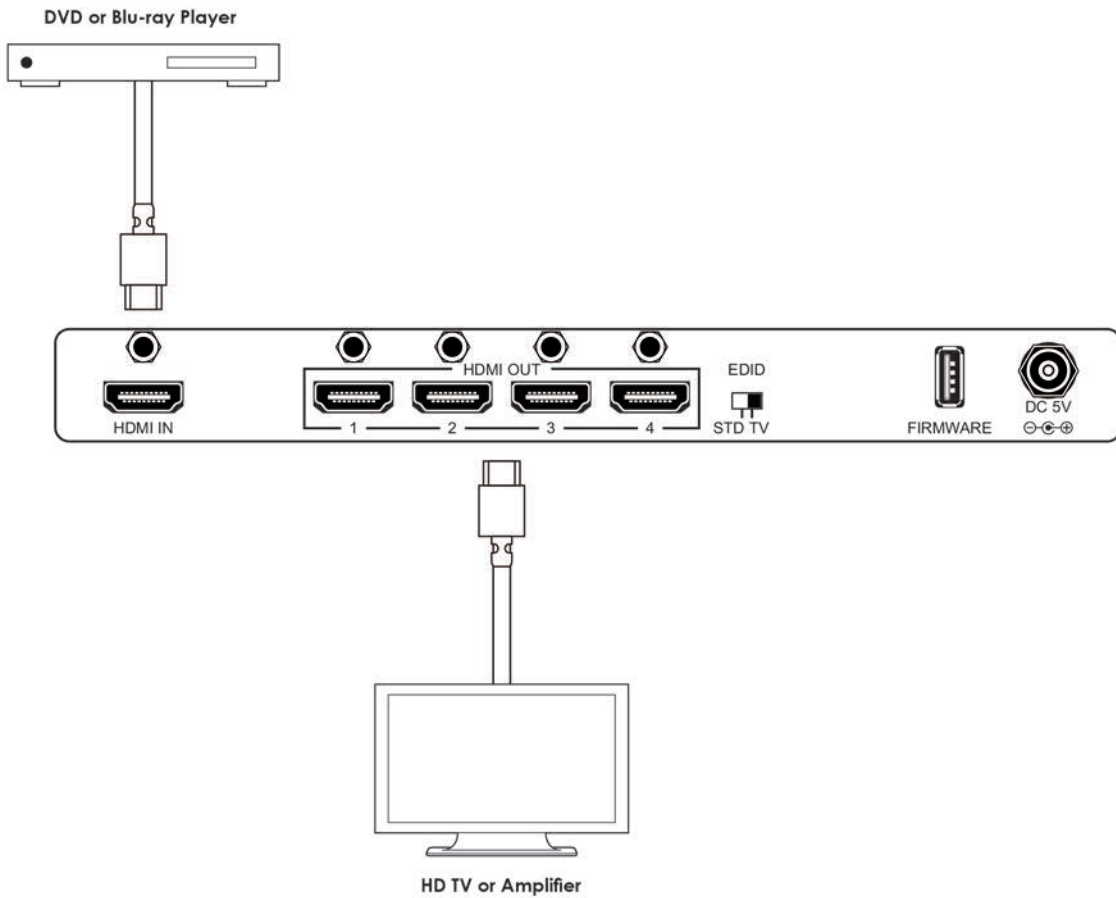 DVD or Blu-ray Player
HDMI OUT
EDID
DC 5V
HDMI IN
1 2 3 4
STD TV
FIRMWARE
HD TV or Amplifier